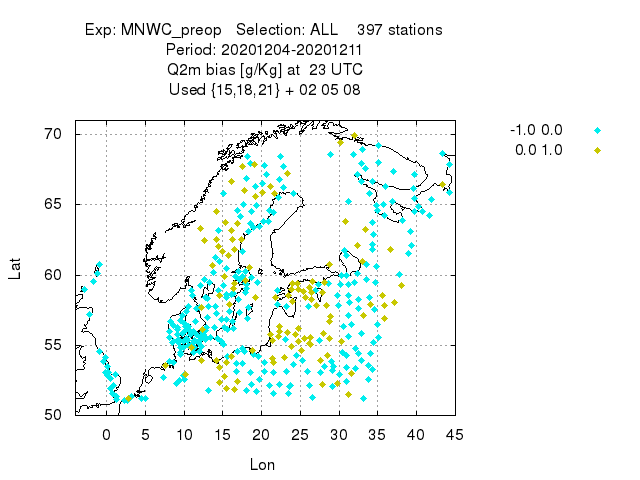 Exp: MNWC_preop   Selection: ALL    397 stations
Period: 20201204-20201211
Q2m bias [g/Kg] at  23 UTC
Used {15,18,21} + 02 05 08
-1.0 0.0
0.0 1.0
70
65
60
55
50
Lat
0 5 10 15 20 25 30 35 40 45
Lon